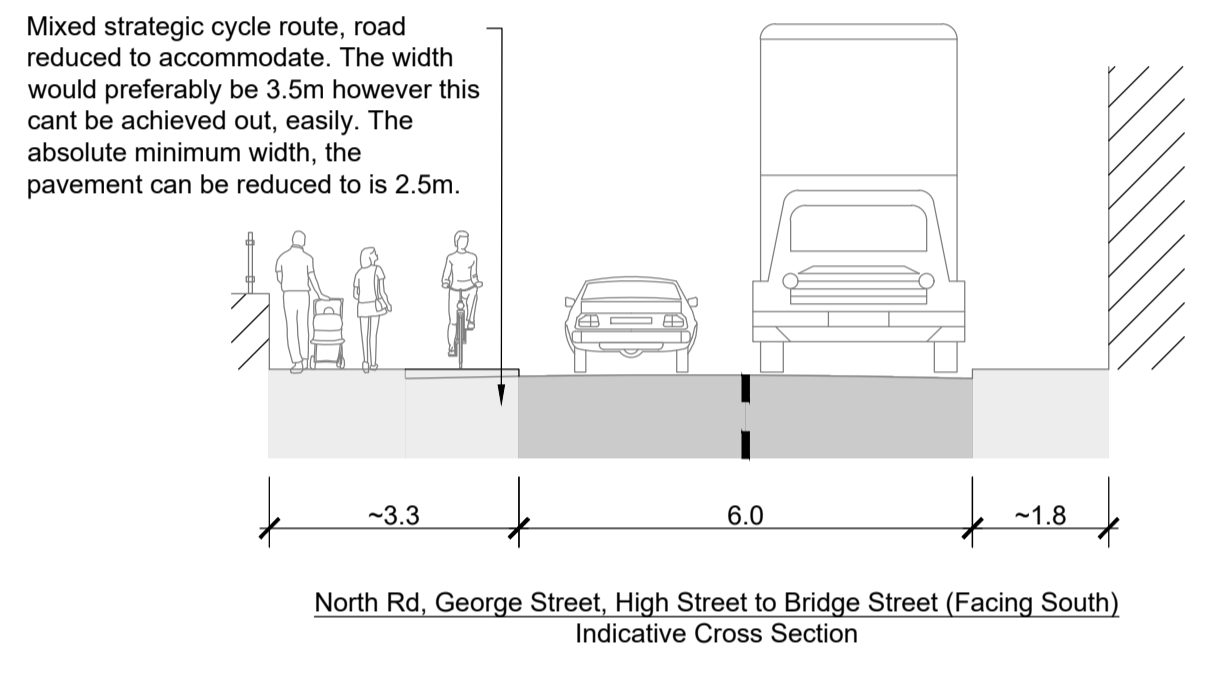 Mixed strategic cycle route, road
reduced to accommodate. The width
would preferably be 3.5m however this
cant be achieved out, easily. The
absolute minimum width, the
pavement can be reduced to is 2.5m.
~3.3
6.0
~1.8
North Rd, George Street, High Street to Bridge Street (Facing South)
Indicative Cross Section